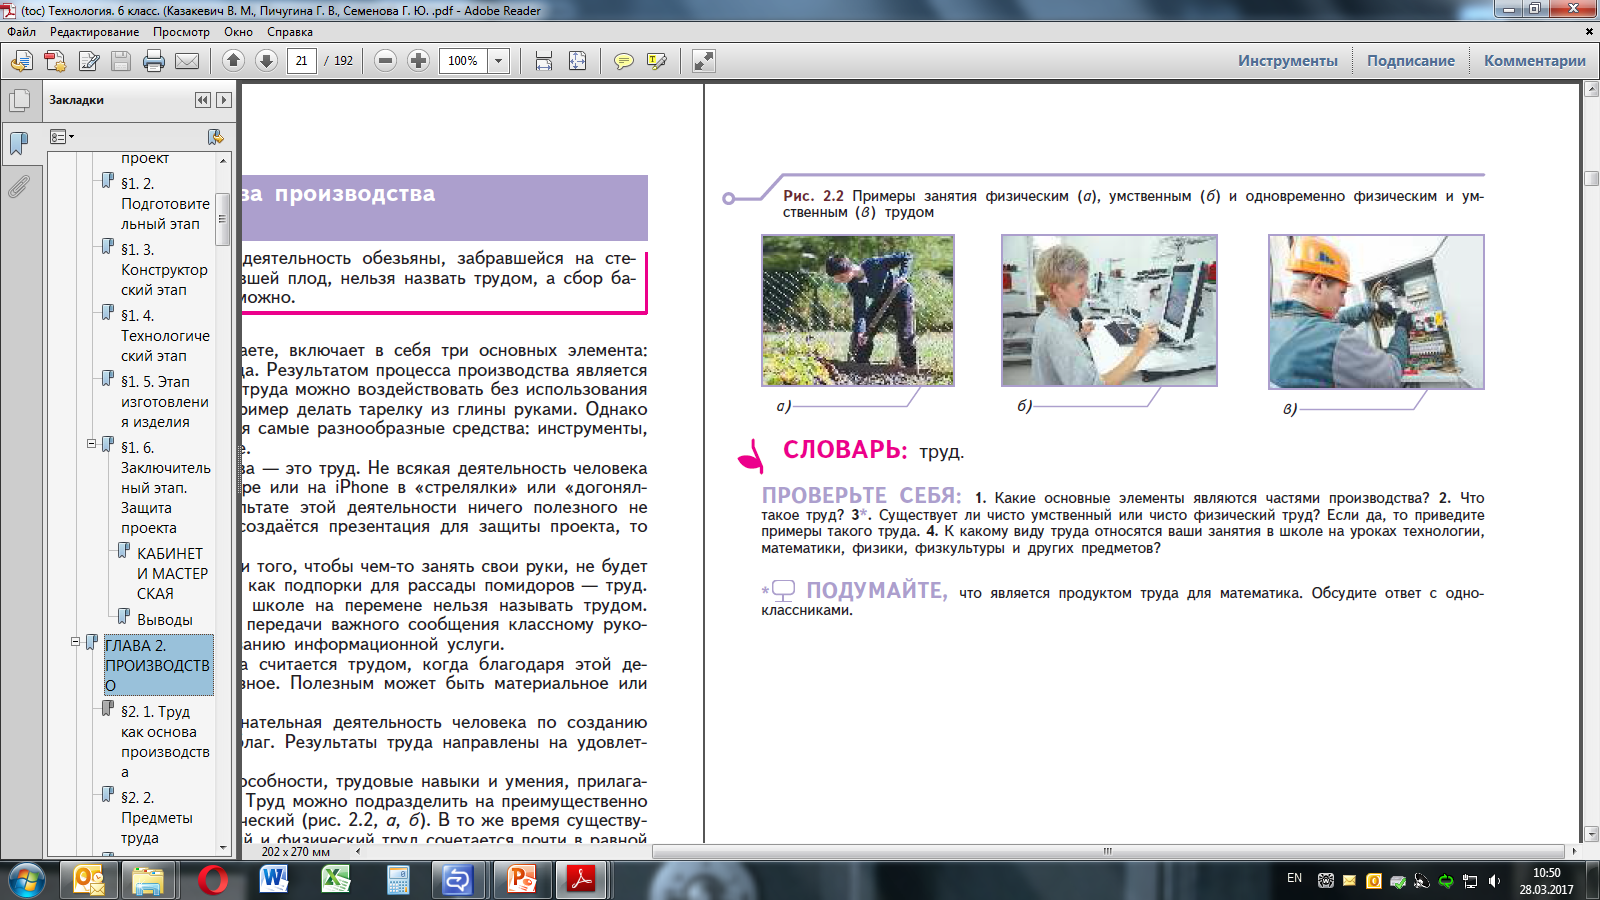 (toc) Технология. 6 класс. (Казакевич В. М., Пичугина Г. В., Семенова Г. Ю. .pdf - Adobe Reader
Файл Редактирование Просмотр Окно Справка
21 / 192 100% Инструменты Подписание Комментарии
Закладки
проект
§1. 2.
Подготовите
льный этап
§1. 3.
Конструктор
ский этап
§1. 4.
Технологиче
ский этап
§1. 5. Этап
изготовлени
я изделия
§1. 6.
Заключитель
ный этап.
Защита
проекта
КАБИНЕТ
И МАСТЕР
СКАЯ
Выводы
ГЛАВА 2.
ПРОИЗВОДСТВ
О
§2. 1. Труд
как основа
производств
а
§2. 2.
Предметы
труда
ва производства
деятельность обезьяны, забравшейся на сте-
вшей плод, нельзя назвать трудом, а сбор ба-
можно.
аете, включает в себя три основных элемента:
да. Результатом процесса производства является
труда можно воздействовать без использования
ример делать тарелку из глины руками. Однако
я самые разнообразные средства: инструменты,
е.
ва — это труд. Не всякая деятельность человека
ре или на iPhone в «стрелялки» или «догонял-
льтате этой деятельности ничего полезного не
создаётся презентация для защиты проекта, то
и того, чтобы чем-то занять свои руки, не будет
как подпорки для рассады помидоров — труд.
школе на перемене нельзя называть трудом.
передачи важного сообщения классному руко-
анию информационной услуги.
а считается трудом, когда благодаря этой де-
зное. Полезным может быть материальное или
нательная деятельность человека по созданию
благ. Результаты труда направлены на удовлет-
особности, трудовые навыки и умения, прилага-
Труд можно подразделить на преимущественно
ческий (рис. 2.2, а, б). В то же время существу-
й и физический труд сочетается почти в равной
202 x 270 мм
Рис. 2.2 Примеры занятия физическим (а), умственным (б) и одновременно физическим и ум-
ственным (в) трудом
а) б) в)
СЛОВАРЬ: труд.
ПРОВЕРЬТЕ СЕБЯ: 1. Какие основные элементы являются частями производства? 2. Что
такое труд? 3*. Существует ли чисто умственный или чисто физический труд? Если да, то приведите
примеры такого труда. 4. К какому виду труда относятся ваши занятия в школе на уроках технологии,
математики, физики, физкультуры и других предметов?
* ПОДУМАЙТЕ, что является продуктом труда для математика. Обсудите ответ с одно-
классниками.
EN
10:50
28.03.2017